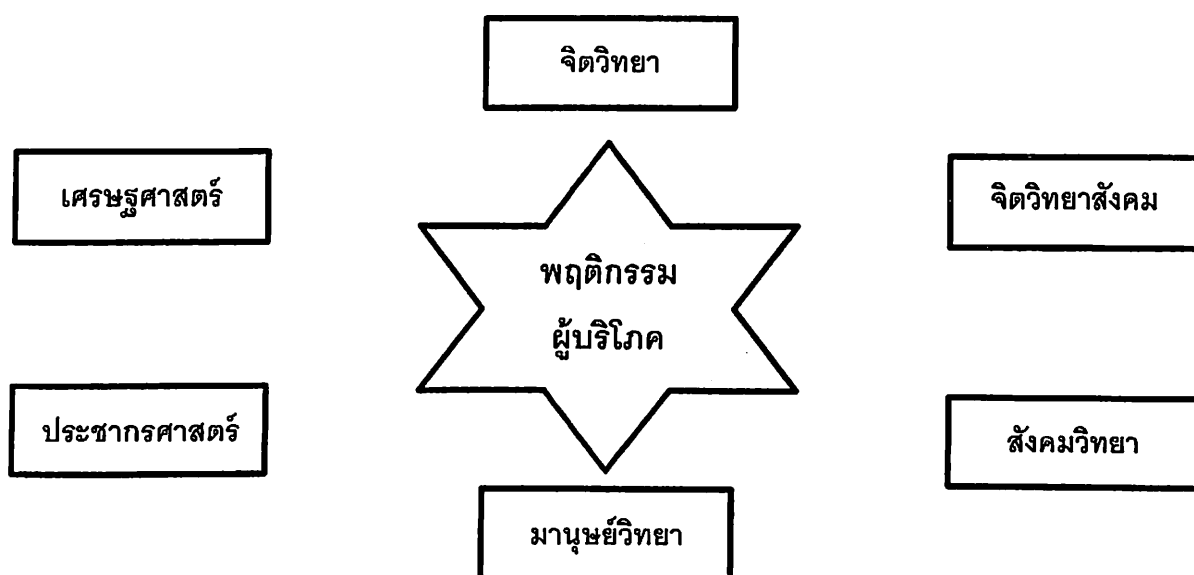 จิตวิทยา
เศรษฐศาสตร์
จิตวิทยาสังคม
พฤติกรรม
ผู้บริโภค
ประชากรศาสตร์
สังคมวิทยา
มานุษย์วิทยา